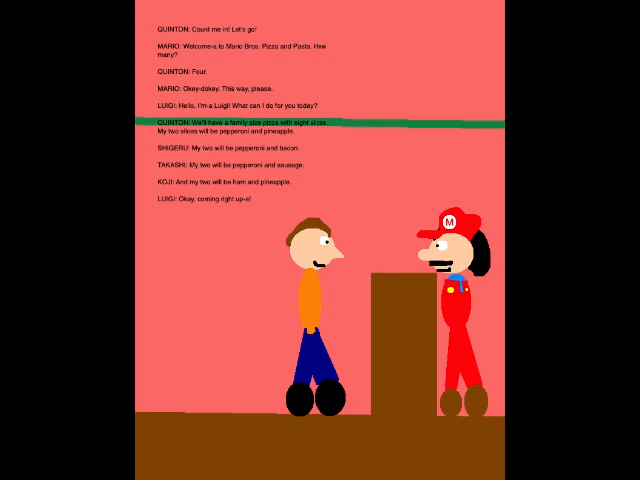 QUINTON: Count me in! Let's go!
MARIO: Welcome-a to Mario Bros. Pizza and Pasta. How
many?
QUINTON: Four.
MARIO: Okey-dokey. This way, please.
LUIGI: Hello, I'm-a Luigi! What can I do for you today?
QUINTON: We'll have a family size pizza with eight slices.
My two slices will be pepperoni and pineapple.
SHIGERU: My two will be pepperoni and bacon.
TAKASHI: My two will be pepperoni and sausage.
KOJI: And my two will be ham and pineapple.
LUIGI: Okay, coming right up-a!
M